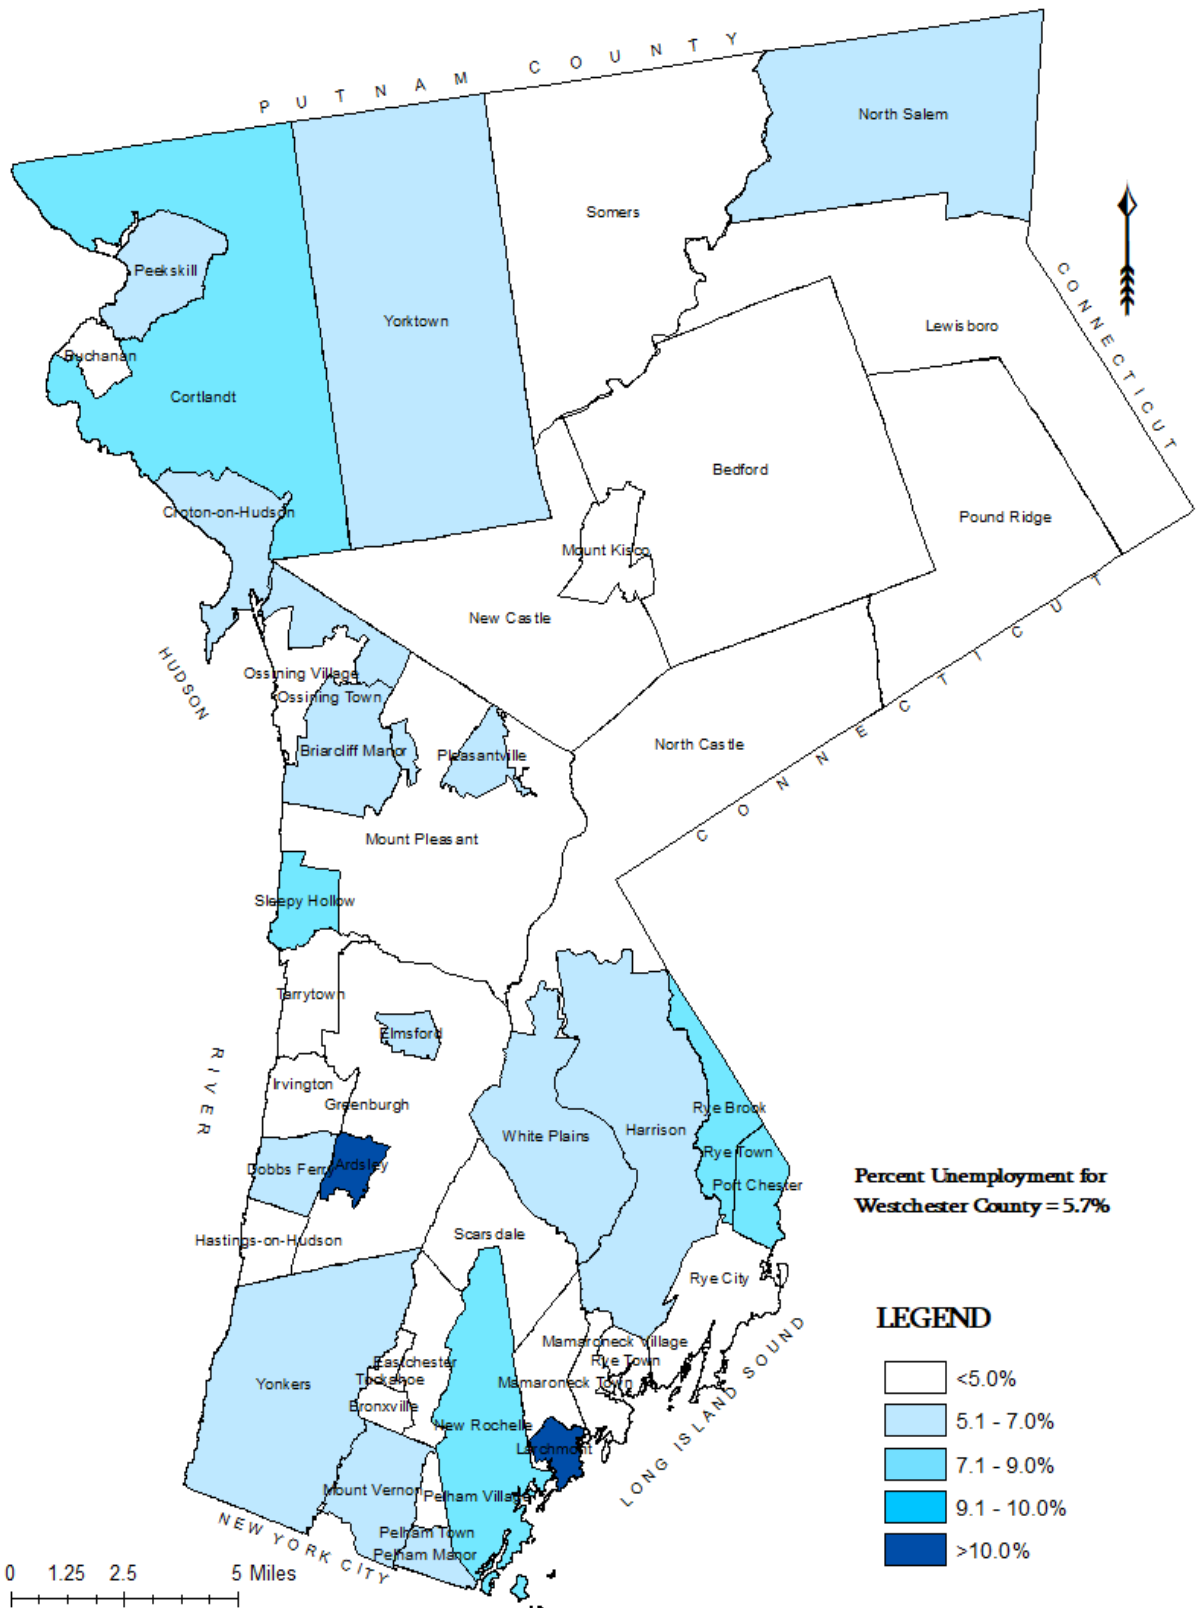 PUTNAM COUNTY
North Salem
Somers
CONNECTICUT
Peekskill
Yorktown
Lewisboro
Buchanan
Cortlandt
Bedford
Croton-on-Hudson
Pound Ridge
Mount Kisco
New Castle
CONNECTICUT
HUDSON
Ossining Village
Ossining Town
Briarcliff Manor
Pleasantville
North Castle
Mount Pleasant
Sleepy Hollow
Tarrytown
Elmsford
RIVER
Irvington
Greenburgh
Rye Brook
White Plains
Harrison
Rye Town
Dobbs Ferry
Ardsley
Port Chester
Percent Unemployment for
Westchester County = 5.7%
Hastings-on-Hudson
Scarsdale
Rye City
LEGEND
Mamaroneck Village
Rye Town
Eastchester
Tuckahoe
Mamaroneck Town
Yonkers
Bronxville
New Rochelle
Larchmont
LONG ISLAND SOUND
Mount Vernon
Pelham Village
Pelham Town
Pelham Manor
NEW YORK CITY
<5.0%
5.1 - 7.0%
7.1 - 9.0%
9.1 - 10.0%
>10.0%
0 1.25 2.5 5 Miles